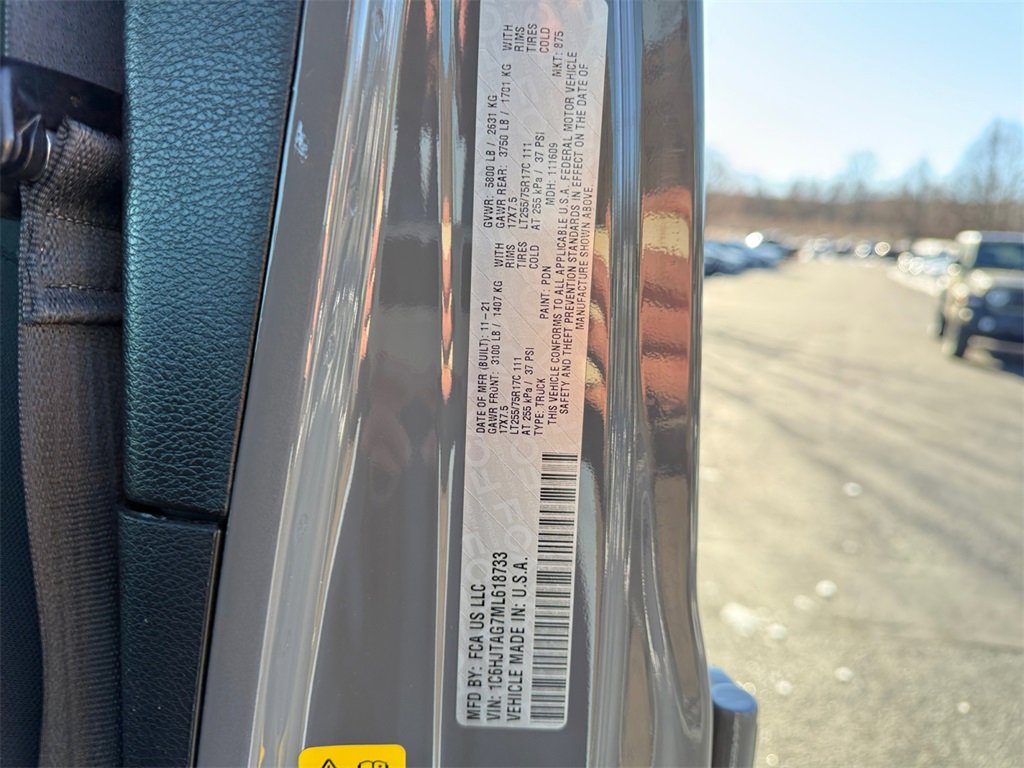 MFD BY: FCA US LLC
VIN: 1C6HJTAG7ML618733
VEHICLE MADE IN: U.S.A.
DATE OF MFR (BUILT): 11-21
GAWR FRONT: 3100 LB / 1407 KG WITH
17X7.5 RIMS
LT255/75R17C 111 TIRES
AT 255 kPa / 37 PSI COLD
TYPE: TRUCK
GVWR: 5800 LB / 2631 KG
GAWR REAR: 3750 LB / 1701 KG WITH
17X7.5 RIMS
LT255/75R17C 111 TIRES
AT 255 kPa / 37 PSI COLD
PAINT: PDN MDH: 111609 MKT: 875
THIS VEHICLE CONFORMS TO ALL APPLICABLE U.S.A. FEDERAL MOTOR VEHICLE
SAFETY AND THEFT PREVENTION STANDARDS IN EFFECT ON THE DATE OF
MANUFACTURE SHOWN ABOVE